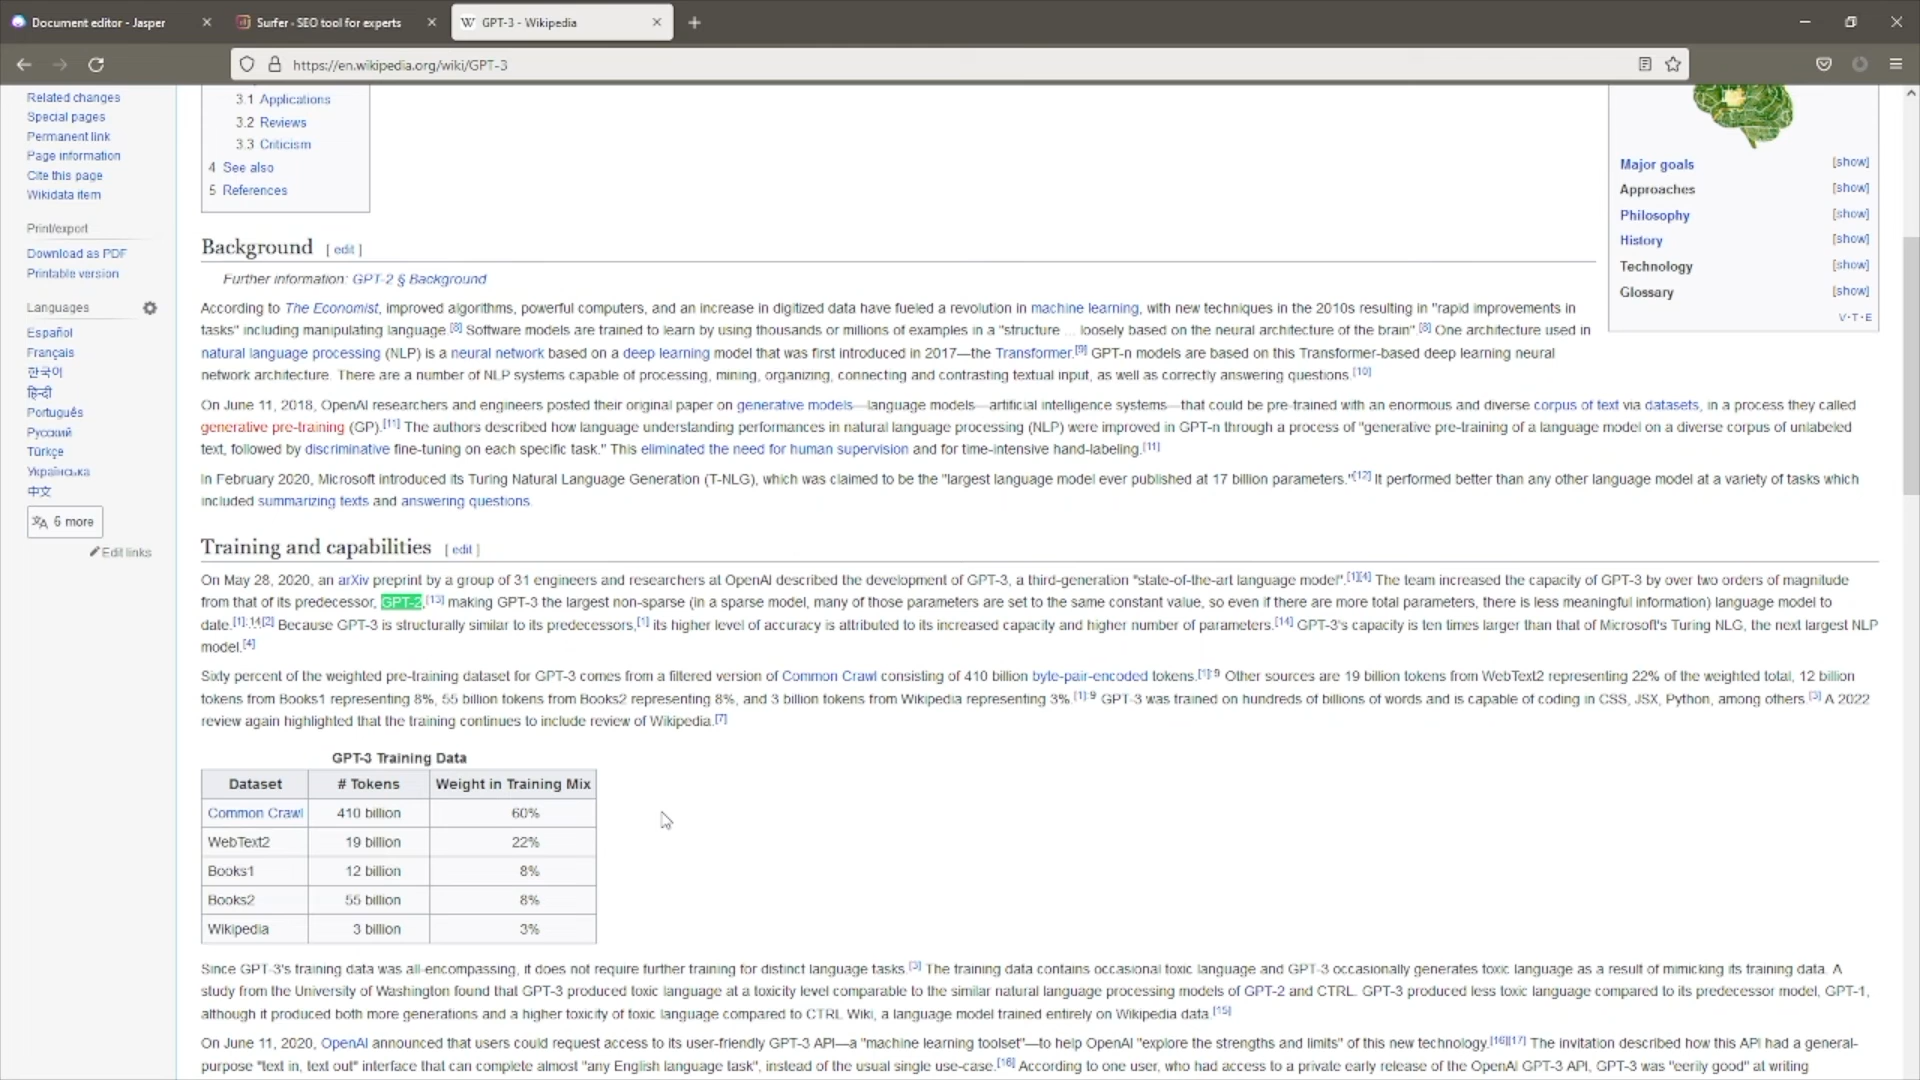 Document editor - Jasper
Surfer - SEO tool for experts
W GPT-3 - Wikipedia
https://en.wikipedia.org/wiki/GPT-3
Related changes
Special pages
Permanent link
Page information
Cite this page
Wikidata item
Print/export
Download as PDF
Printable version
Languages
Español
Français
한국어
हिन्दी
Português
Русский
Türkçe
Українська
中文
6 more
Edit links
3.1 Applications
3.2 Reviews
3.3 Criticism
4 See also
5 References
Major goals [show]
Approaches [show]
Philosophy [show]
History [show]
Technology [show]
Glossary [show]
V·T·E
Background [ edit ]
Further information: GPT-2 § Background
According to The Economist, improved algorithms, powerful computers, and an increase in digitized data have fueled a revolution in machine learning, with new techniques in the 2010s resulting in "rapid improvements in
tasks" including manipulating language.[8] Software models are trained to learn by using thousands or millions of examples in a "structure ... loosely based on the neural architecture of the brain".[8] One architecture used in
natural language processing (NLP) is a neural network based on a deep learning model that was first introduced in 2017—the Transformer.[9] GPT-n models are based on this Transformer-based deep learning neural
network architecture. There are a number of NLP systems capable of processing, mining, organizing, connecting and contrasting textual input, as well as correctly answering questions.[10]
On June 11, 2018, OpenAI researchers and engineers posted their original paper on generative models—language models—artificial intelligence systems—that could be pre-trained with an enormous and diverse corpus of text via datasets, in a process they called
generative pre-training (GP).[11] The authors described how language understanding performances in natural language processing (NLP) were improved in GPT-n through a process of "generative pre-training of a language model on a diverse corpus of unlabeled
text, followed by discriminative fine-tuning on each specific task." This eliminated the need for human supervision and for time-intensive hand-labeling.[11]
In February 2020, Microsoft introduced its Turing Natural Language Generation (T-NLG), which was claimed to be the "largest language model ever published at 17 billion parameters."[12] It performed better than any other language model at a variety of tasks which
included summarizing texts and answering questions.
Training and capabilities [ edit ]
On May 28, 2020, an arXiv preprint by a group of 31 engineers and researchers at OpenAI described the development of GPT-3, a third-generation "state-of-the-art language model".[1][4] The team increased the capacity of GPT-3 by over two orders of magnitude
from that of its predecessor, GPT-2,[13] making GPT-3 the largest non-sparse (in a sparse model, many of those parameters are set to the same constant value, so even if there are more total parameters, there is less meaningful information) language model to
date.[1]:14[2] Because GPT-3 is structurally similar to its predecessors,[1] its higher level of accuracy is attributed to its increased capacity and higher number of parameters.[14] GPT-3's capacity is ten times larger than that of Microsoft's Turing NLG, the next largest NLP
model.[4]
Sixty percent of the weighted pre-training dataset for GPT-3 comes from a filtered version of Common Crawl consisting of 410 billion byte-pair-encoded tokens.[1]:9 Other sources are 19 billion tokens from WebText2 representing 22% of the weighted total, 12 billion
tokens from Books1 representing 8%, 55 billion tokens from Books2 representing 8%, and 3 billion tokens from Wikipedia representing 3%.[1]:9 GPT-3 was trained on hundreds of billions of words and is capable of coding in CSS, JSX, Python, among others.[3] A 2022
review again highlighted that the training continues to include review of Wikipedia.[7]
GPT-3 Training Data
Dataset # Tokens Weight in Training Mix
Common Crawl 410 billion 60%
WebText2 19 billion 22%
Books1 12 billion 8%
Books2 55 billion 8%
Wikipedia 3 billion 3%
Since GPT-3's training data was all-encompassing, it does not require further training for distinct language tasks.[3] The training data contains occasional toxic language and GPT-3 occasionally generates toxic language as a result of mimicking its training data. A
study from the University of Washington found that GPT-3 produced toxic language at a toxicity level comparable to the similar natural language processing models of GPT-2 and CTRL. GPT-3 produced less toxic language compared to its predecessor model, GPT-1,
although it produced both more generations and a higher toxicity of toxic language compared to CTRL Wiki, a language model trained entirely on Wikipedia data.[15]
On June 11, 2020, OpenAI announced that users could request access to its user-friendly GPT-3 API—a "machine learning toolset"—to help OpenAI "explore the strengths and limits" of this new technology.[16][17] The invitation described how this API had a general-
purpose "text in, text out" interface that can complete almost "any English language task", instead of the usual single use-case.[16] According to one user, who had access to a private early release of the OpenAI GPT-3 API, GPT-3 was "eerily good" at writing